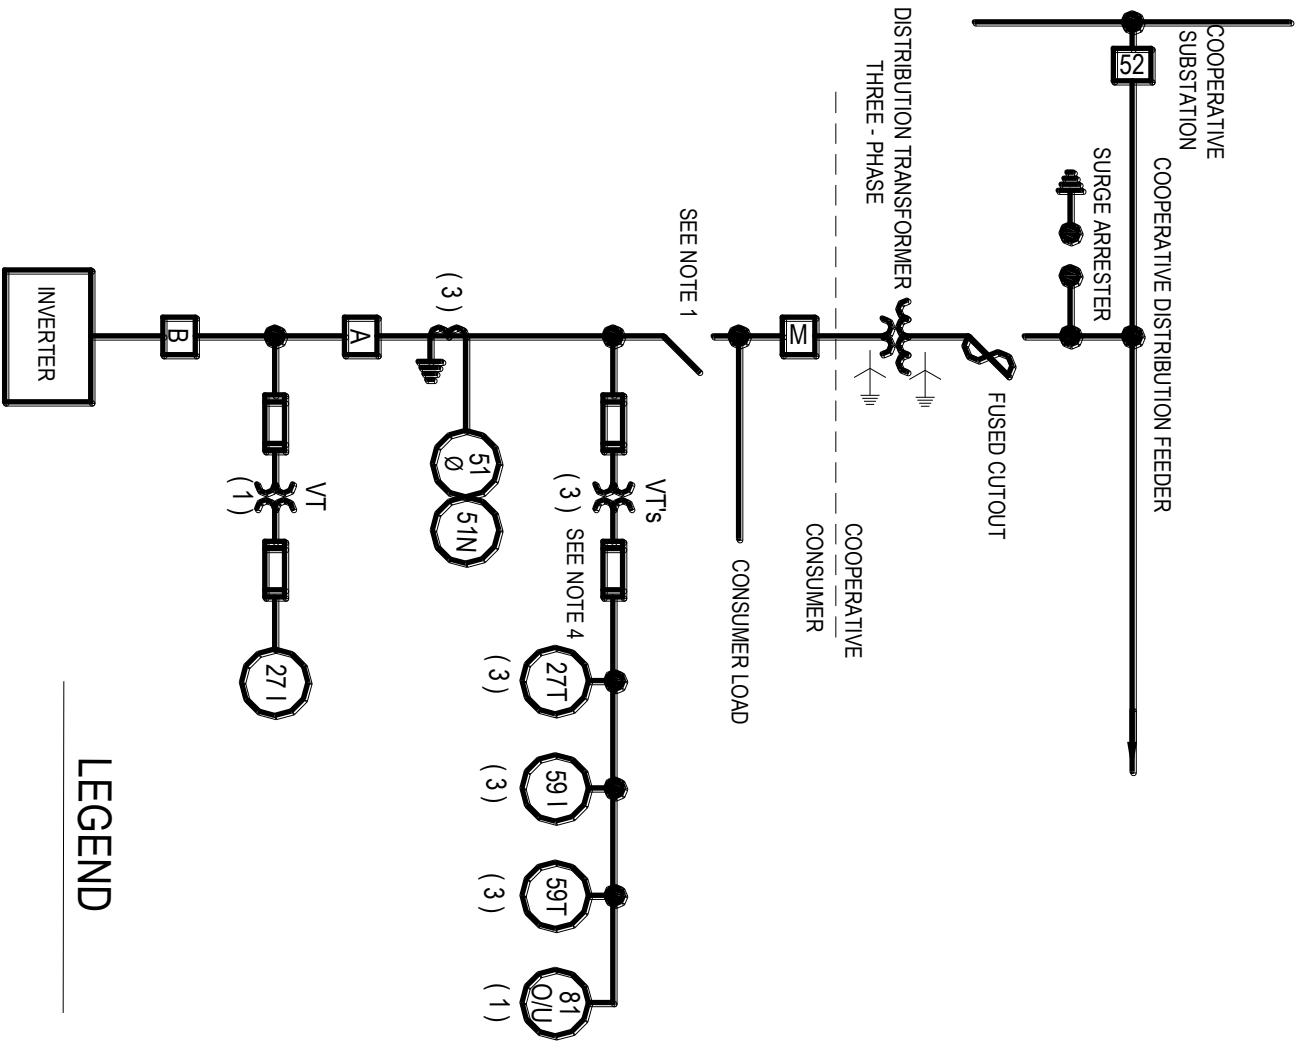 COOPERATIVE
SUBSTATION
52
COOPERATIVE DISTRIBUTION FEEDER
SURGE ARRESTER
FUSED CUTOUT
DISTRIBUTION TRANSFORMER
THREE - PHASE
COOPERATIVE
CONSUMER
M
CONSUMER LOAD
SEE NOTE 1
VT's
( 3 )
SEE NOTE 4
27T
( 3 )
59 I
( 3 )
59T
( 3 )
81
O/U
( 1 )
( 3 )
51
Ø
51N
A
VT
( 1 )
27 I
B
INVERTER
LEGEND